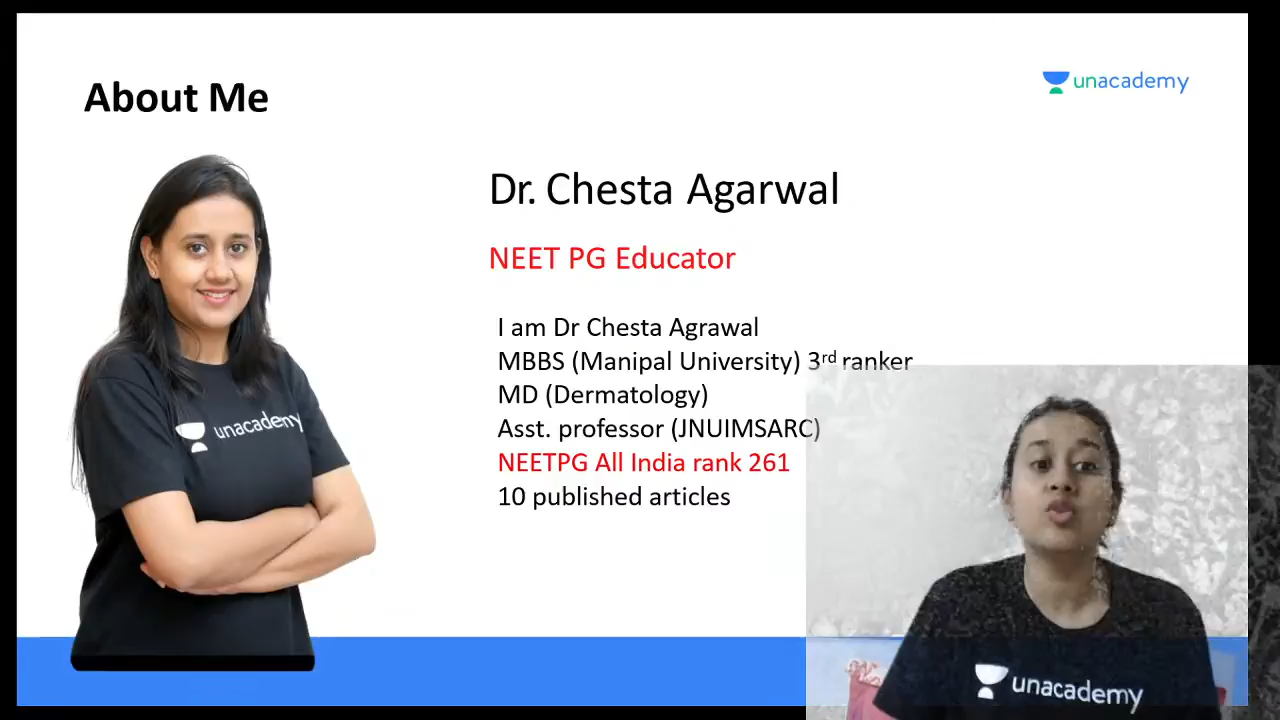 About Me
unacademy
Dr. Chesta Agarwal
NEET PG Educator
I am Dr Chesta Agrawal
MBBS (Manipal University) 3rd ranker
MD (Dermatology)
Asst. professor (JNUIMSARC)
NEETPG All India rank 261
10 published articles
unacademy
unacademy